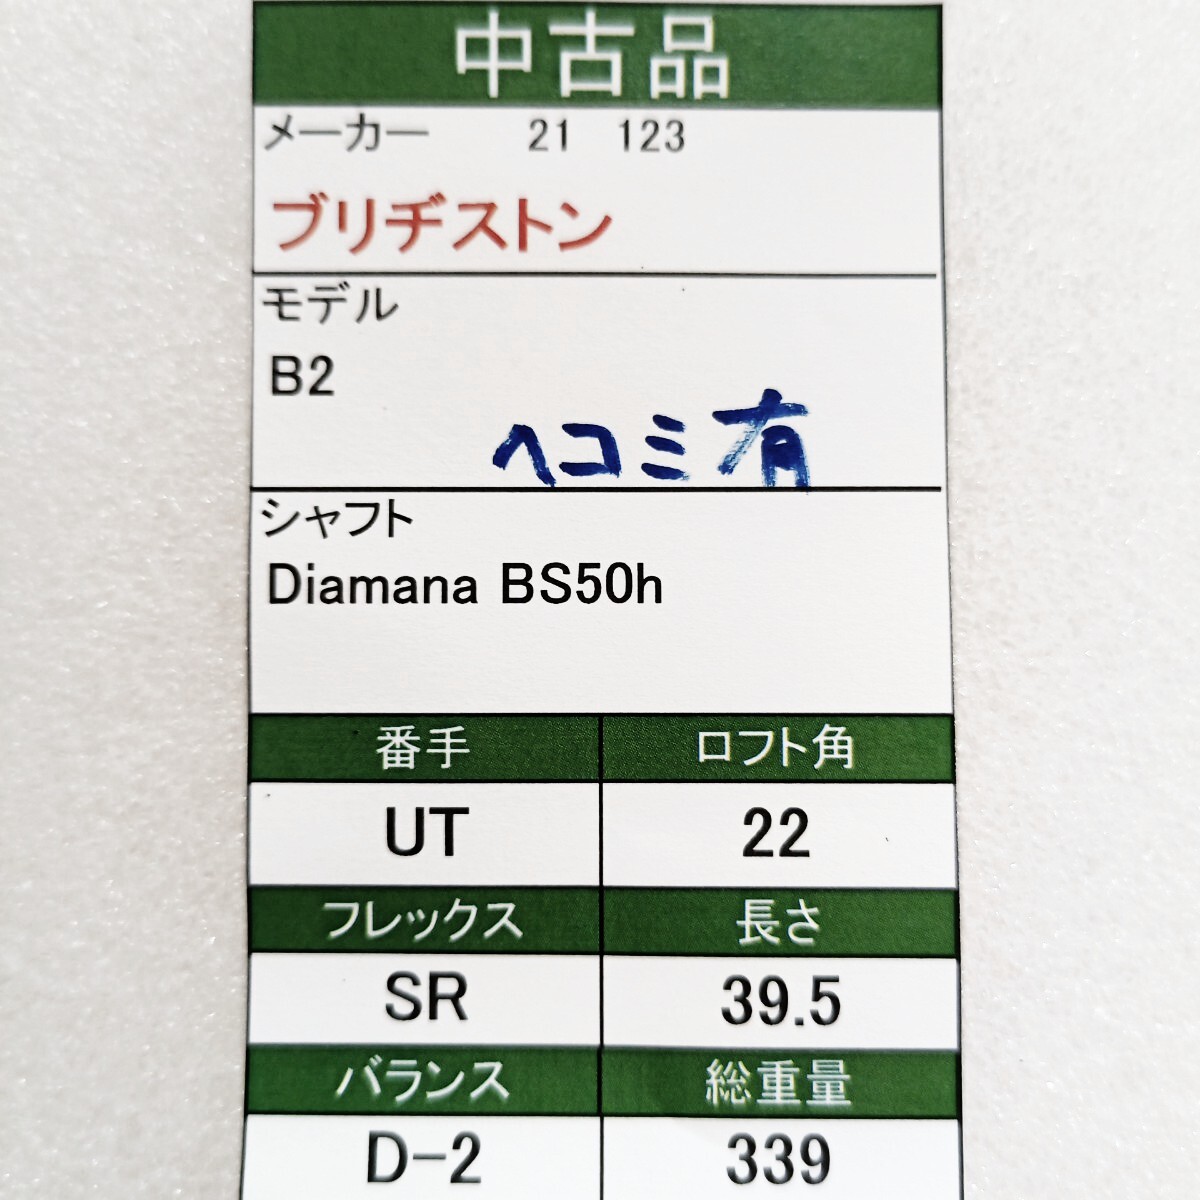 中古品
メーカー 21 123
ブリヂストン
モデル
B2
ヘコミ有
シャフト
Diamana BS50h
番手 ロフト角
UT 22
フレックス 長さ
SR 39.5
バランス 総重量
D-2 339